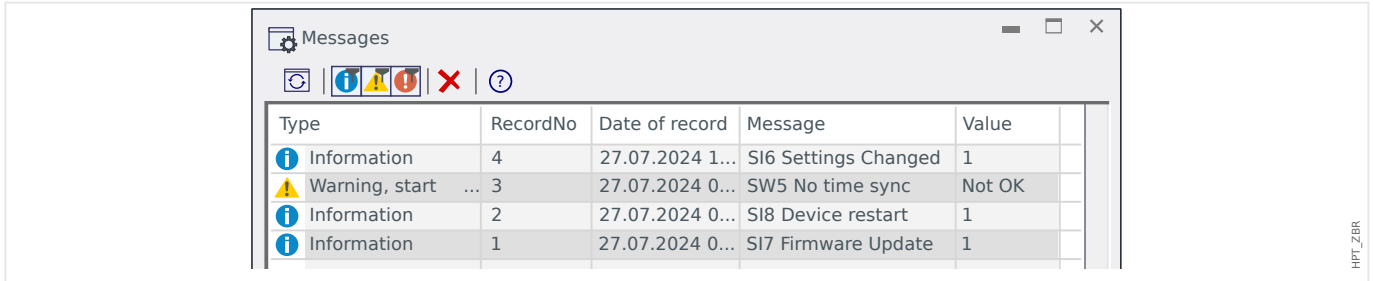 Messages
Type RecordNo Date of record Message Value
Information 4 27.07.2024 1... SI6 Settings Changed 1
Warning, start ... 3 27.07.2024 0... SW5 No time sync Not OK
Information 2 27.07.2024 0... SI8 Device restart 1
Information 1 27.07.2024 0... SI7 Firmware Update 1
HPT_ZBR